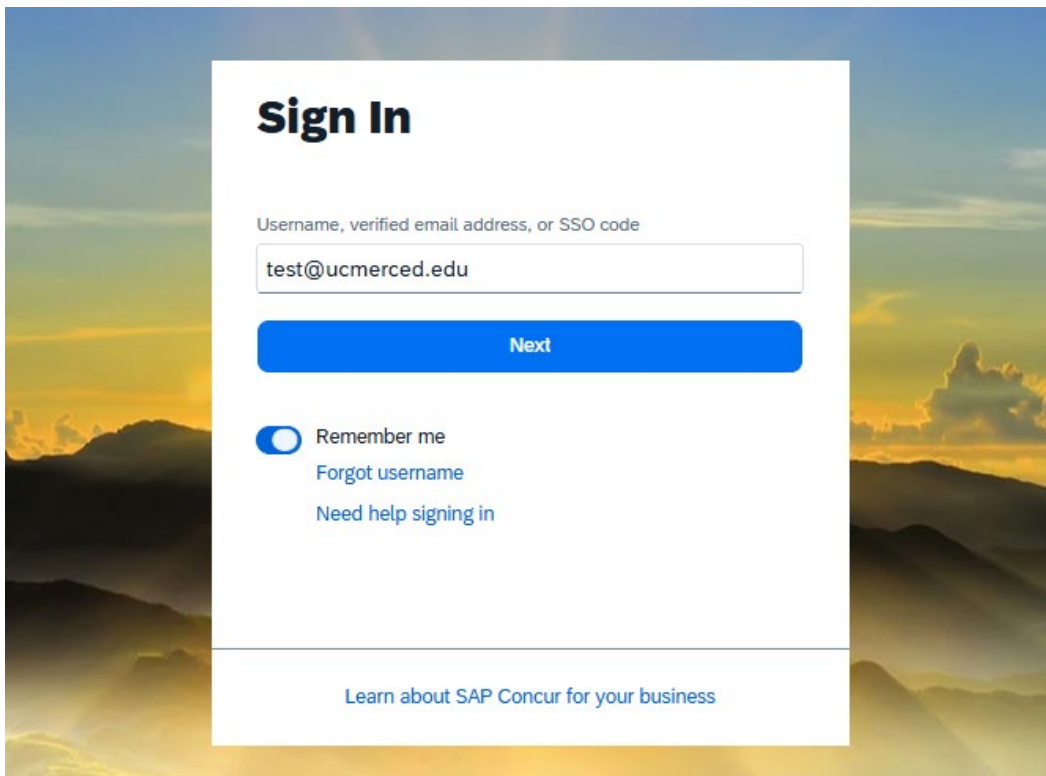 Sign In
Username, verified email address, or SSO code
test@ucmerced.edu
Next
Remember me
Forgot username
Need help signing in
Learn about SAP Concur for your business